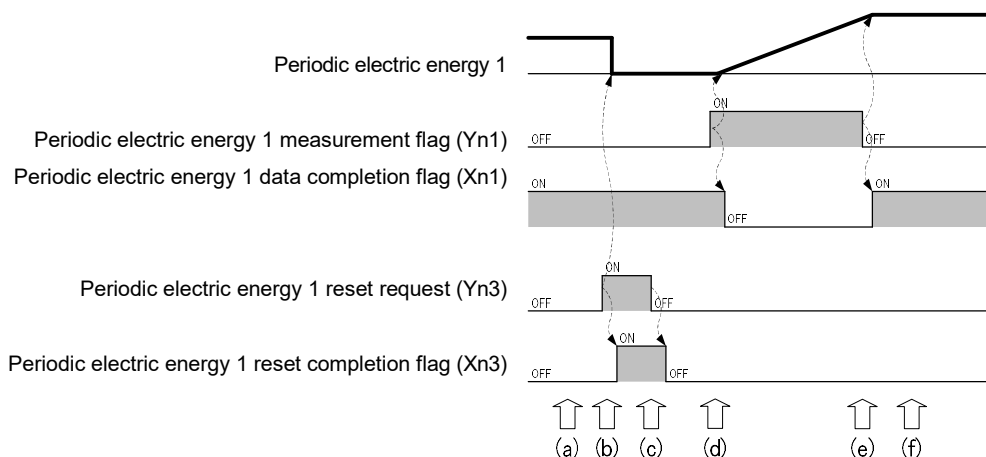 Periodic electric energy 1
ON
Periodic electric energy 1 measurement flag (Yn1)
OFF
OFF
Periodic electric energy 1 data completion flag (Xn1)
ON
ON
OFF
ON
Periodic electric energy 1 reset request (Yn3)
OFF
OFF
ON
Periodic electric energy 1 reset completion flag (Xn3)
OFF
OFF
(a) (b) (c) (d) (e) (f)